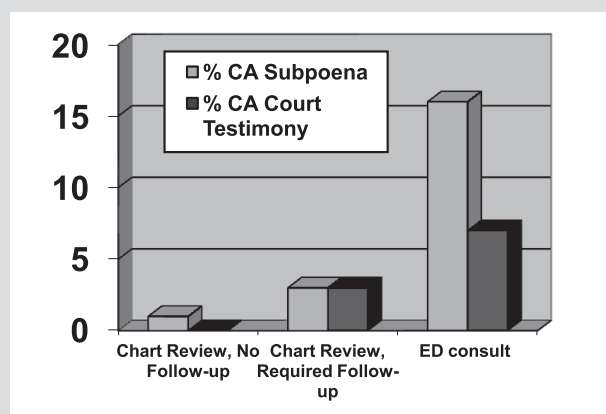 20
15
10
5
0
% CA Subpoena
% CA Court
Testimony
Chart Review, No
Follow-up
Chart Review,
Required Follow-
up
ED consult